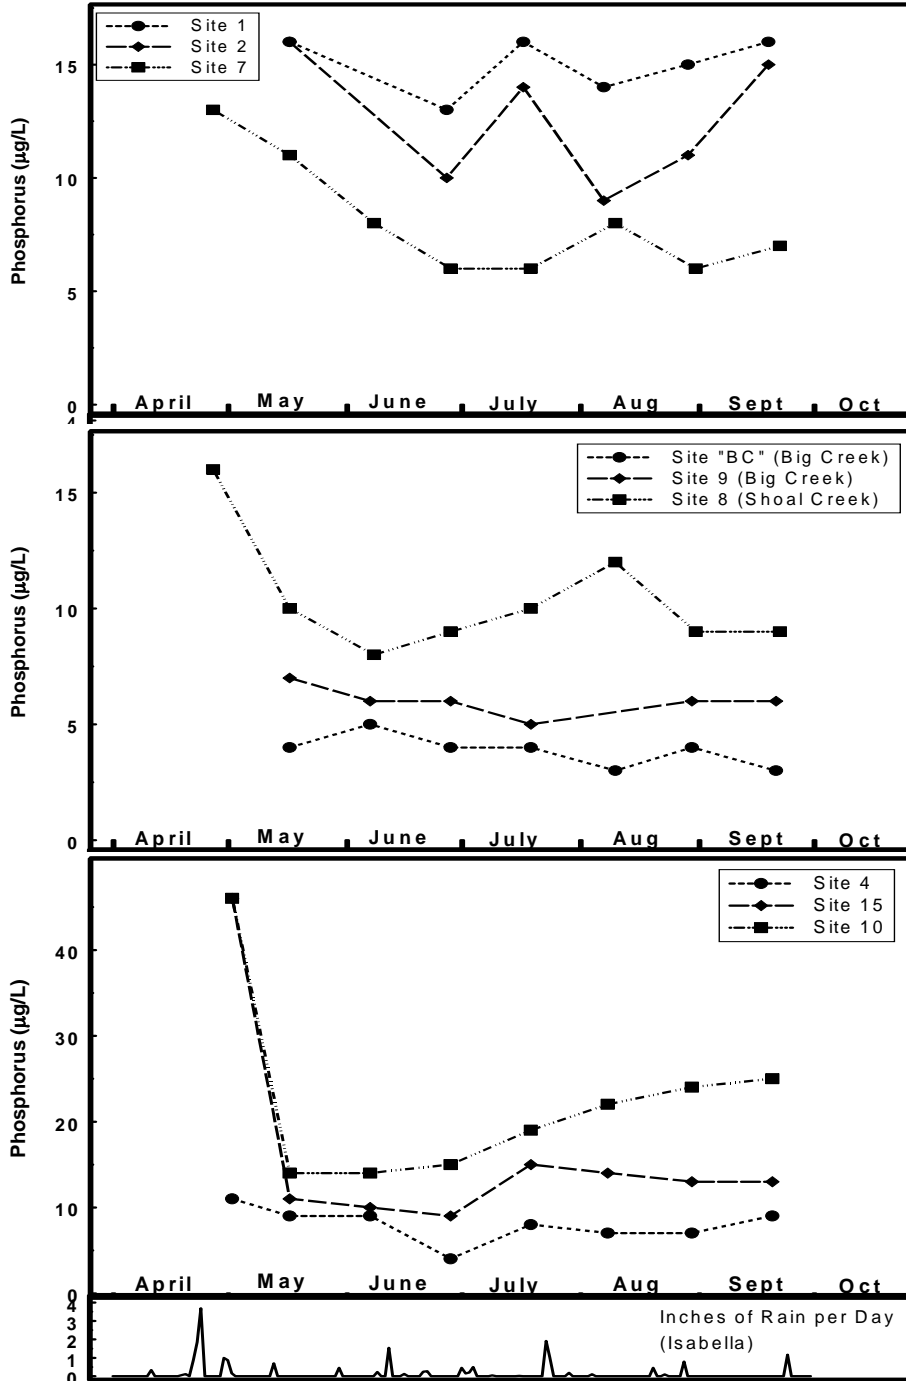 Site 1
Site 2
Site 7
15
10
5
0
Phosphorus (µg/L)
April May June July Aug Sept Oct
4
Site "BC" (Big Creek)
Site 9 (Big Creek)
Site 8 (Shoal Creek)
15
10
5
0
Phosphorus (µg/L)
April May June July Aug Sept Oct
Site 4
Site 15
Site 10
40
30
20
10
0
Phosphorus (µg/L)
April May June July Aug Sept Oct
4
3
2
1
0
Inches of Rain per Day
(Isabella)